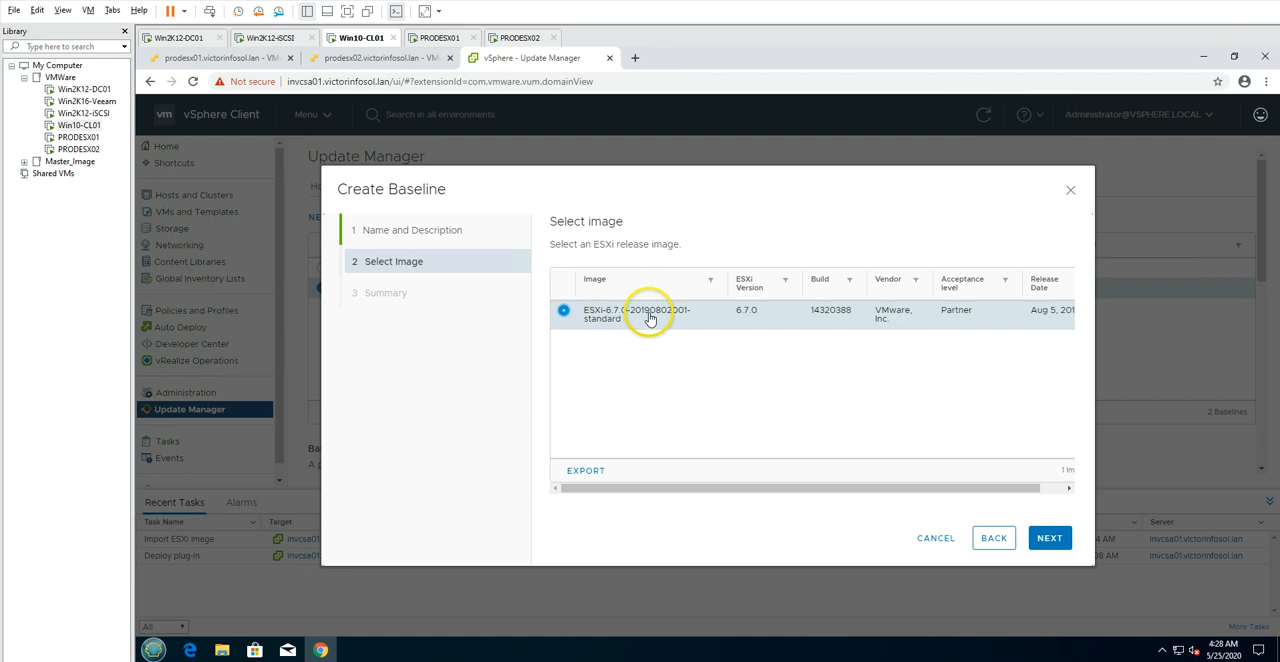 File Edit View VM Tabs Help
Library
Type here to search
My Computer
VMWare
Win2K12-DC01
Win2K16-Veeam
Win2K12-iSCSI
Win10-CL01
PRODESX01
PRODESX02
Master_Image
Shared VMs
Win2K12-DC01 Win2K12-iSCSI Win10-CL01 PRODESX01 PRODESX02
prodesx01.victorinfosol.lan - VM prodesx02.victorinfosol.lan - VM vSphere - Update Manager
Not secure invcsa01.victorinfosol.lan/ui/#?extensionId=com.vmware.vum.domainView
vm vSphere Client Menu Search in all environments Administrator@VSPHERE.LOCAL
Home
Shortcuts
Hosts and Clusters
VMs and Templates
Storage
Networking
Content Libraries
Global Inventory Lists
Policies and Profiles
Auto Deploy
Developer Center
vRealize Operations
Administration
Update Manager
Tasks
Events
Update Manager
Ho
NE
2 Baselines
Bas
A p
Create Baseline
1 Name and Description
2 Select Image
3 Summary
Select image
Select an ESXi release image.
Image ESXi Version Build Vendor Acceptance level Release Date
ESXi-6.7.0-20190802001-standard 6.7.0 14320388 VMware, Inc. Partner Aug 5, 201
EXPORT 1 Im
CANCEL BACK NEXT
Recent Tasks Alarms
Task Name Target Server
Import ESXi image invcsa0 4 AM invcsa01.victorinfosol.lan
Deploy plug-in invcsa0 08 AM invcsa01.victorinfosol.lan
All More Tasks
4:28 AM
5/25/2020